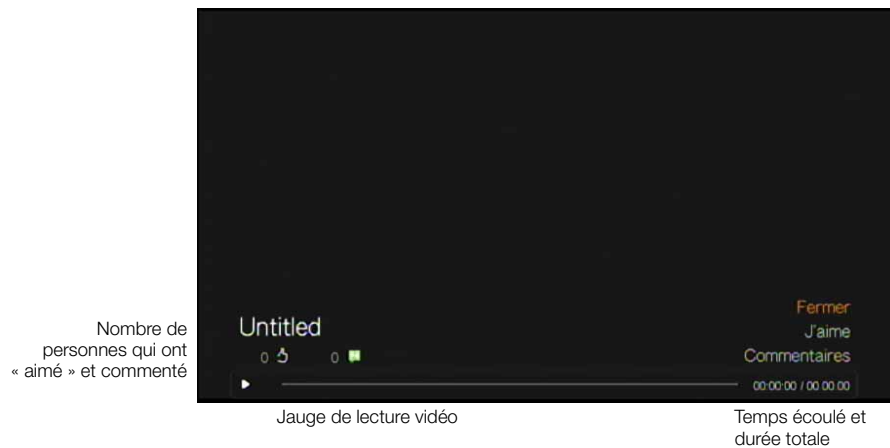 Fermer
Untitled
J'aime
0 0
Commentaires
00:00:00 / 00:00:00
Nombre de
personnes qui ont
« aimé » et commenté
Jauge de lecture vidéo
Temps écoulé et
durée totale